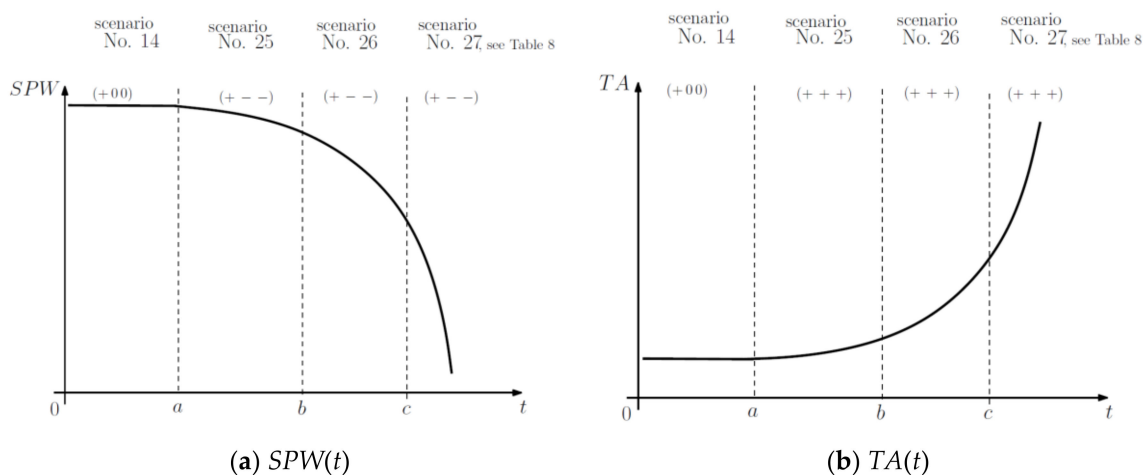 scenario No. 14
scenario No. 25
scenario No. 26
scenario No. 27, see Table 8
SPW
(+00)
(+ − −)
(+ − −)
(+ − −)
0
a
b
c
t
(a) SPW(t)
scenario No. 14
scenario No. 25
scenario No. 26
scenario No. 27, see Table 8
TA
(+00)
(+ + +)
(+ + +)
(+ + +)
0
a
b
c
t
(b) TA(t)